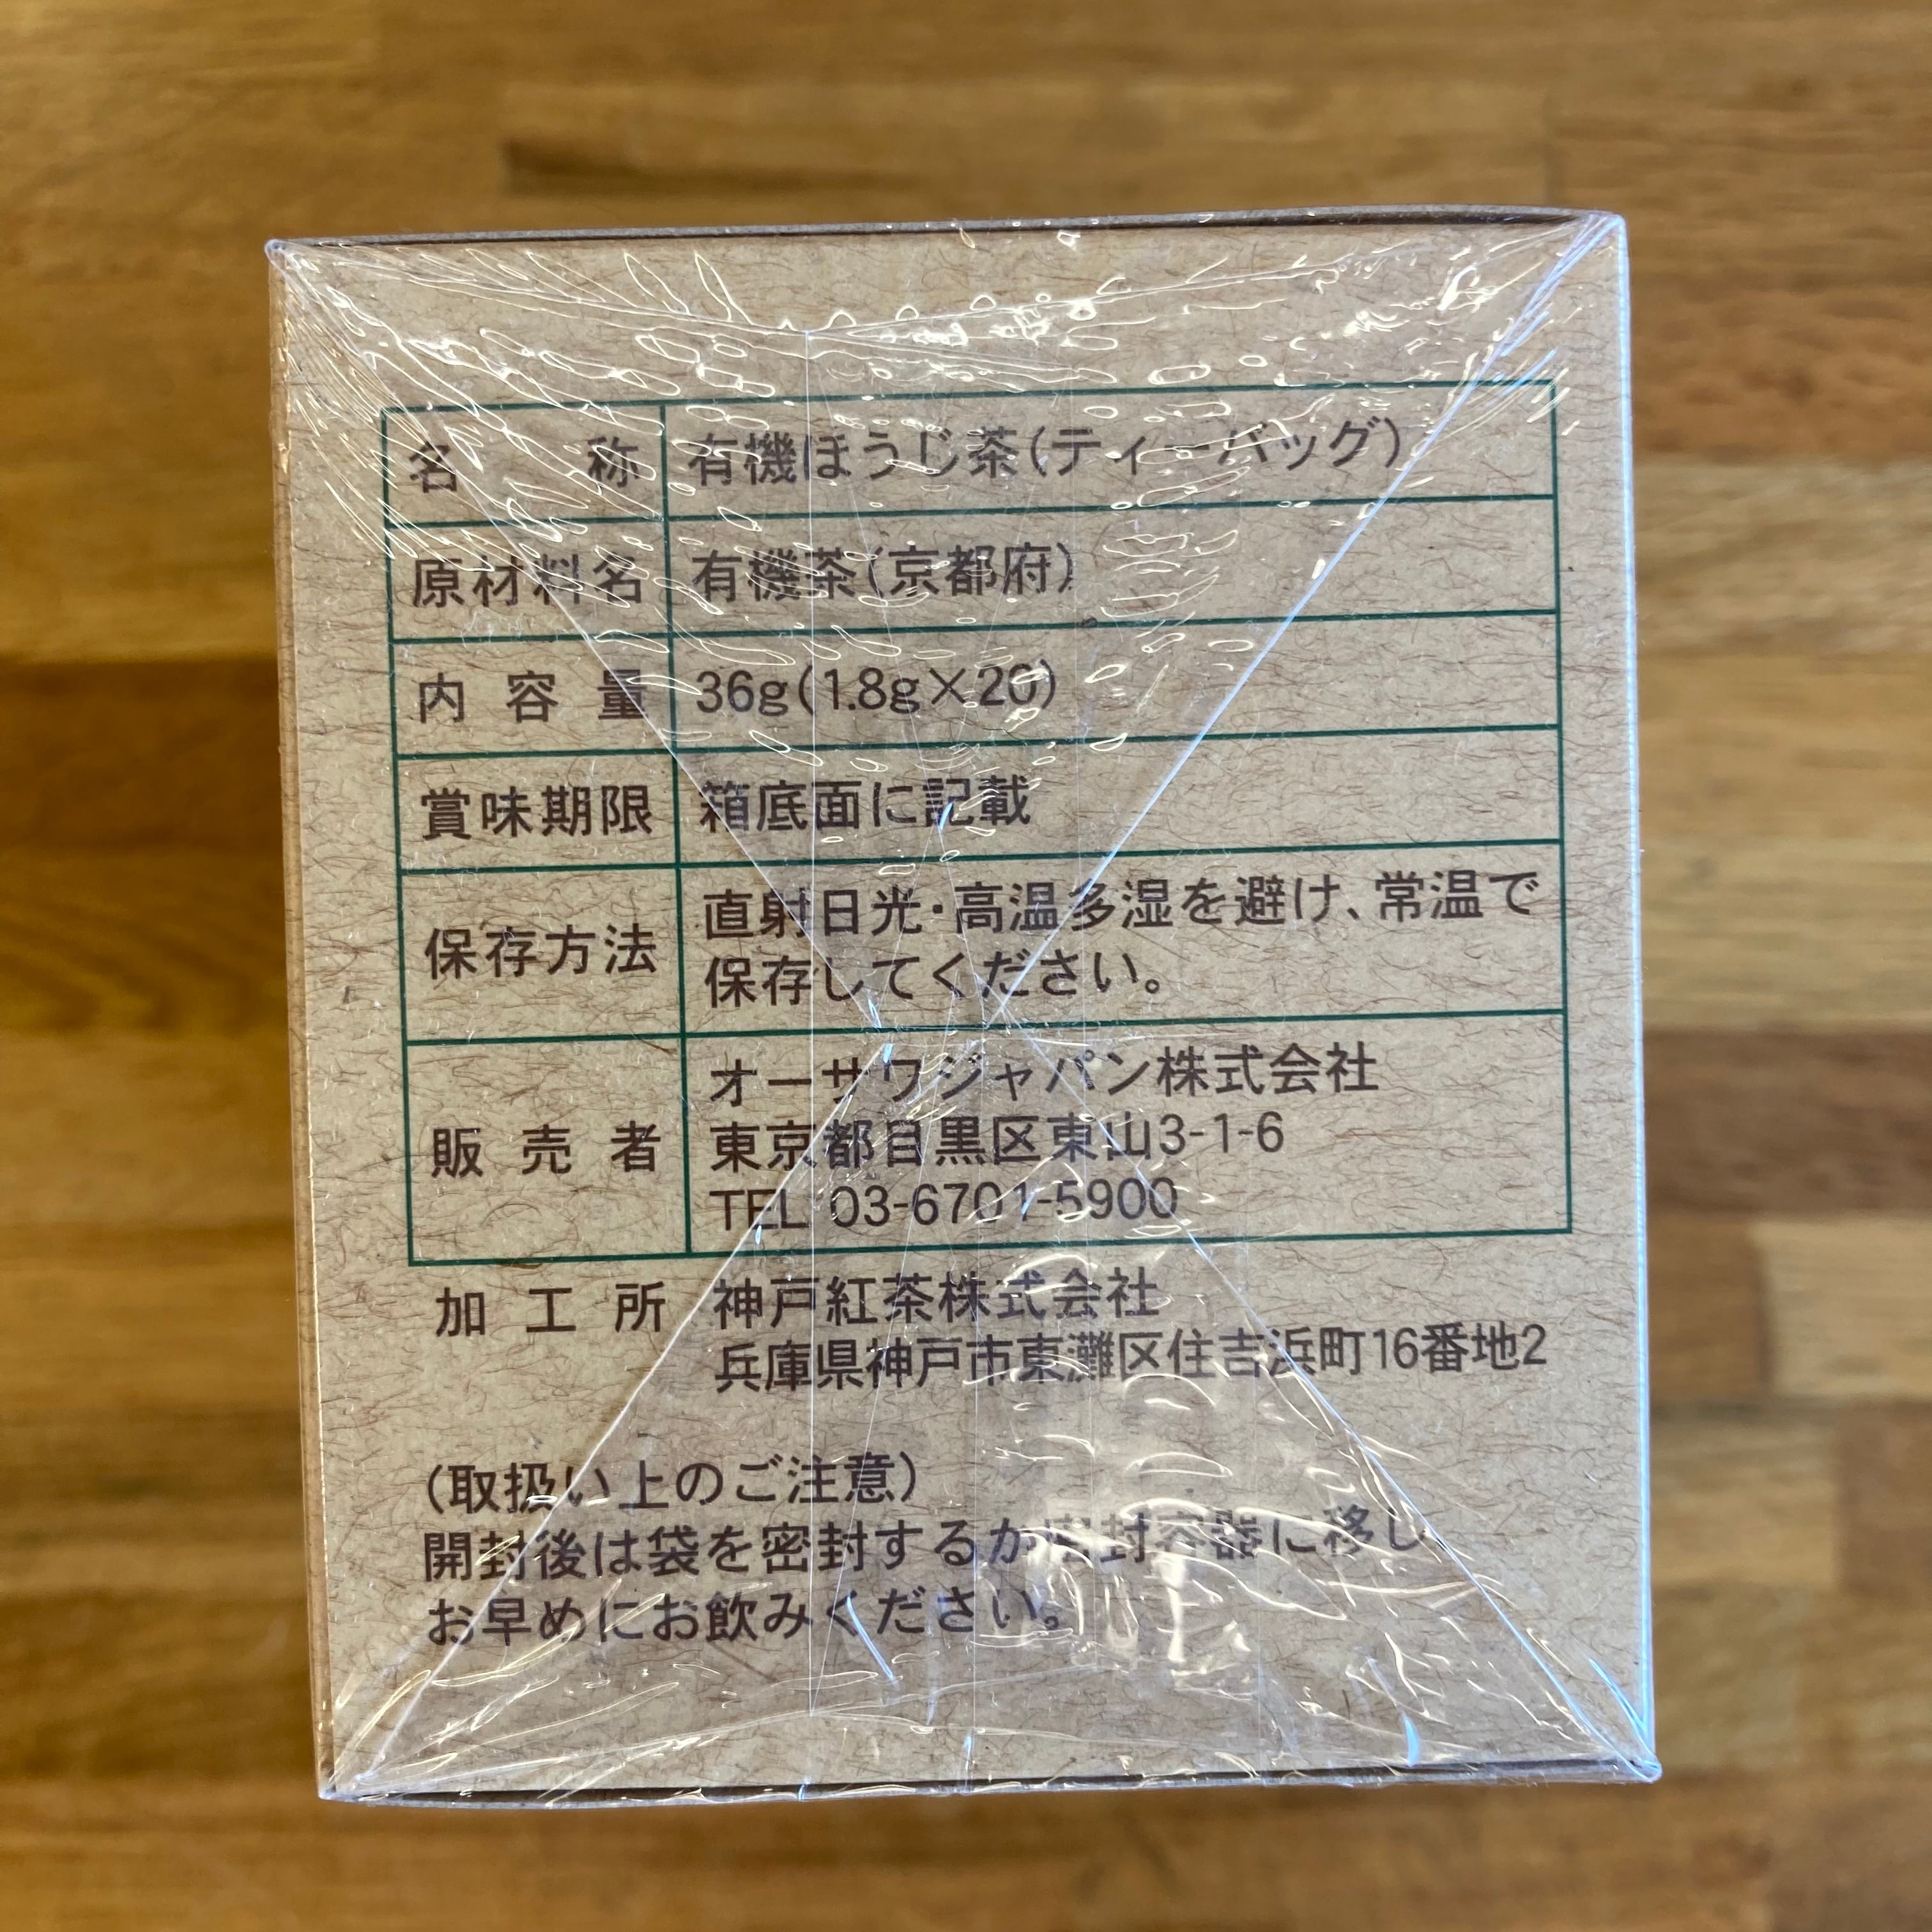 名称 有機ほうじ茶(ティーバッグ)
原材料名 有機茶(京都府)
内容量 36g(1.8g×20)
賞味期限 箱底面に記載
保存方法 直射日光・高温多湿を避け、常温で
保存してください。
販売者 オーサワジャパン株式会社
東京都目黒区東山3-1-6
TEL 03-6701-5900
加工所 神戸紅茶株式会社
兵庫県神戸市東灘区住吉浜町16番地2
(取扱い上のご注意)
開封後は袋を密封するか密封容器に移し
お早めにお飲みください。